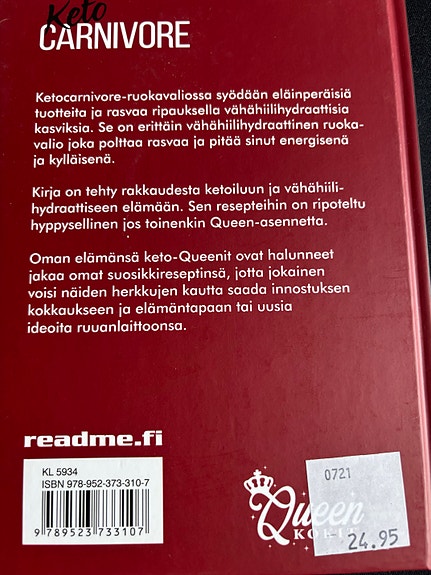 Keto
CARNIVORE
Ketocarnivore-ruokavaliossa syödään eläinperäisiä
tuotteita ja rasvaa ripauksella vähähiilihydraattisia
kasviksia. Se on erittäin vähähiilihydraattinen ruoka-
valio joka polttaa rasvaa ja pitää sinut energisenä
ja kylläisenä.
Kirja on tehty rakkaudesta ketoiluun ja vähähiili-
hydraattiseen elämään. Sen resepteihin on ripoteltu
hyppysellinen jos toinenkin Queen-asennetta.
Oman elämänsä keto-Queenit ovat halunneet
jakaa omat suosikkireseptinsä, jotta jokainen
voisi näiden herkkujen kautta saada innostuksen
kokkaukseen ja elämäntapaan tai uusia
ideoita ruuanlaittoonsa.
readme.fi
KL 5934
ISBN 978-952-373-310-7
9 789523 733107
0721
Queen
24.95